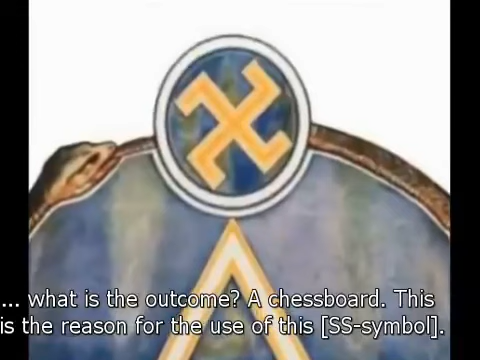 ... what is the outcome? A chessboard. This
is the reason for the use of this [SS-symbol].